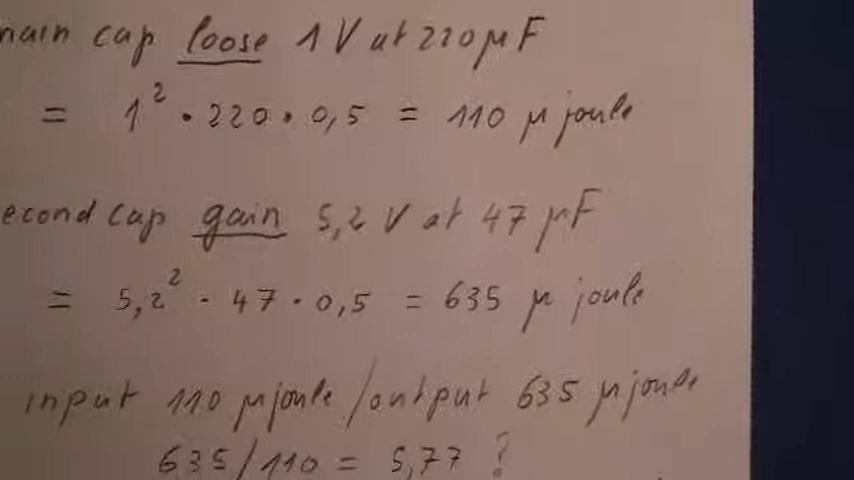 main cap loose 1 V at 220 µF
= 1² · 220 · 0,5 = 110 µ joule
econd cap gain 5,2 V at 47 µF
= 5,2² · 47 · 0,5 = 635 µ joule
input 110 µjoule / output 635 µjoule
635/110 = 5,77 ?